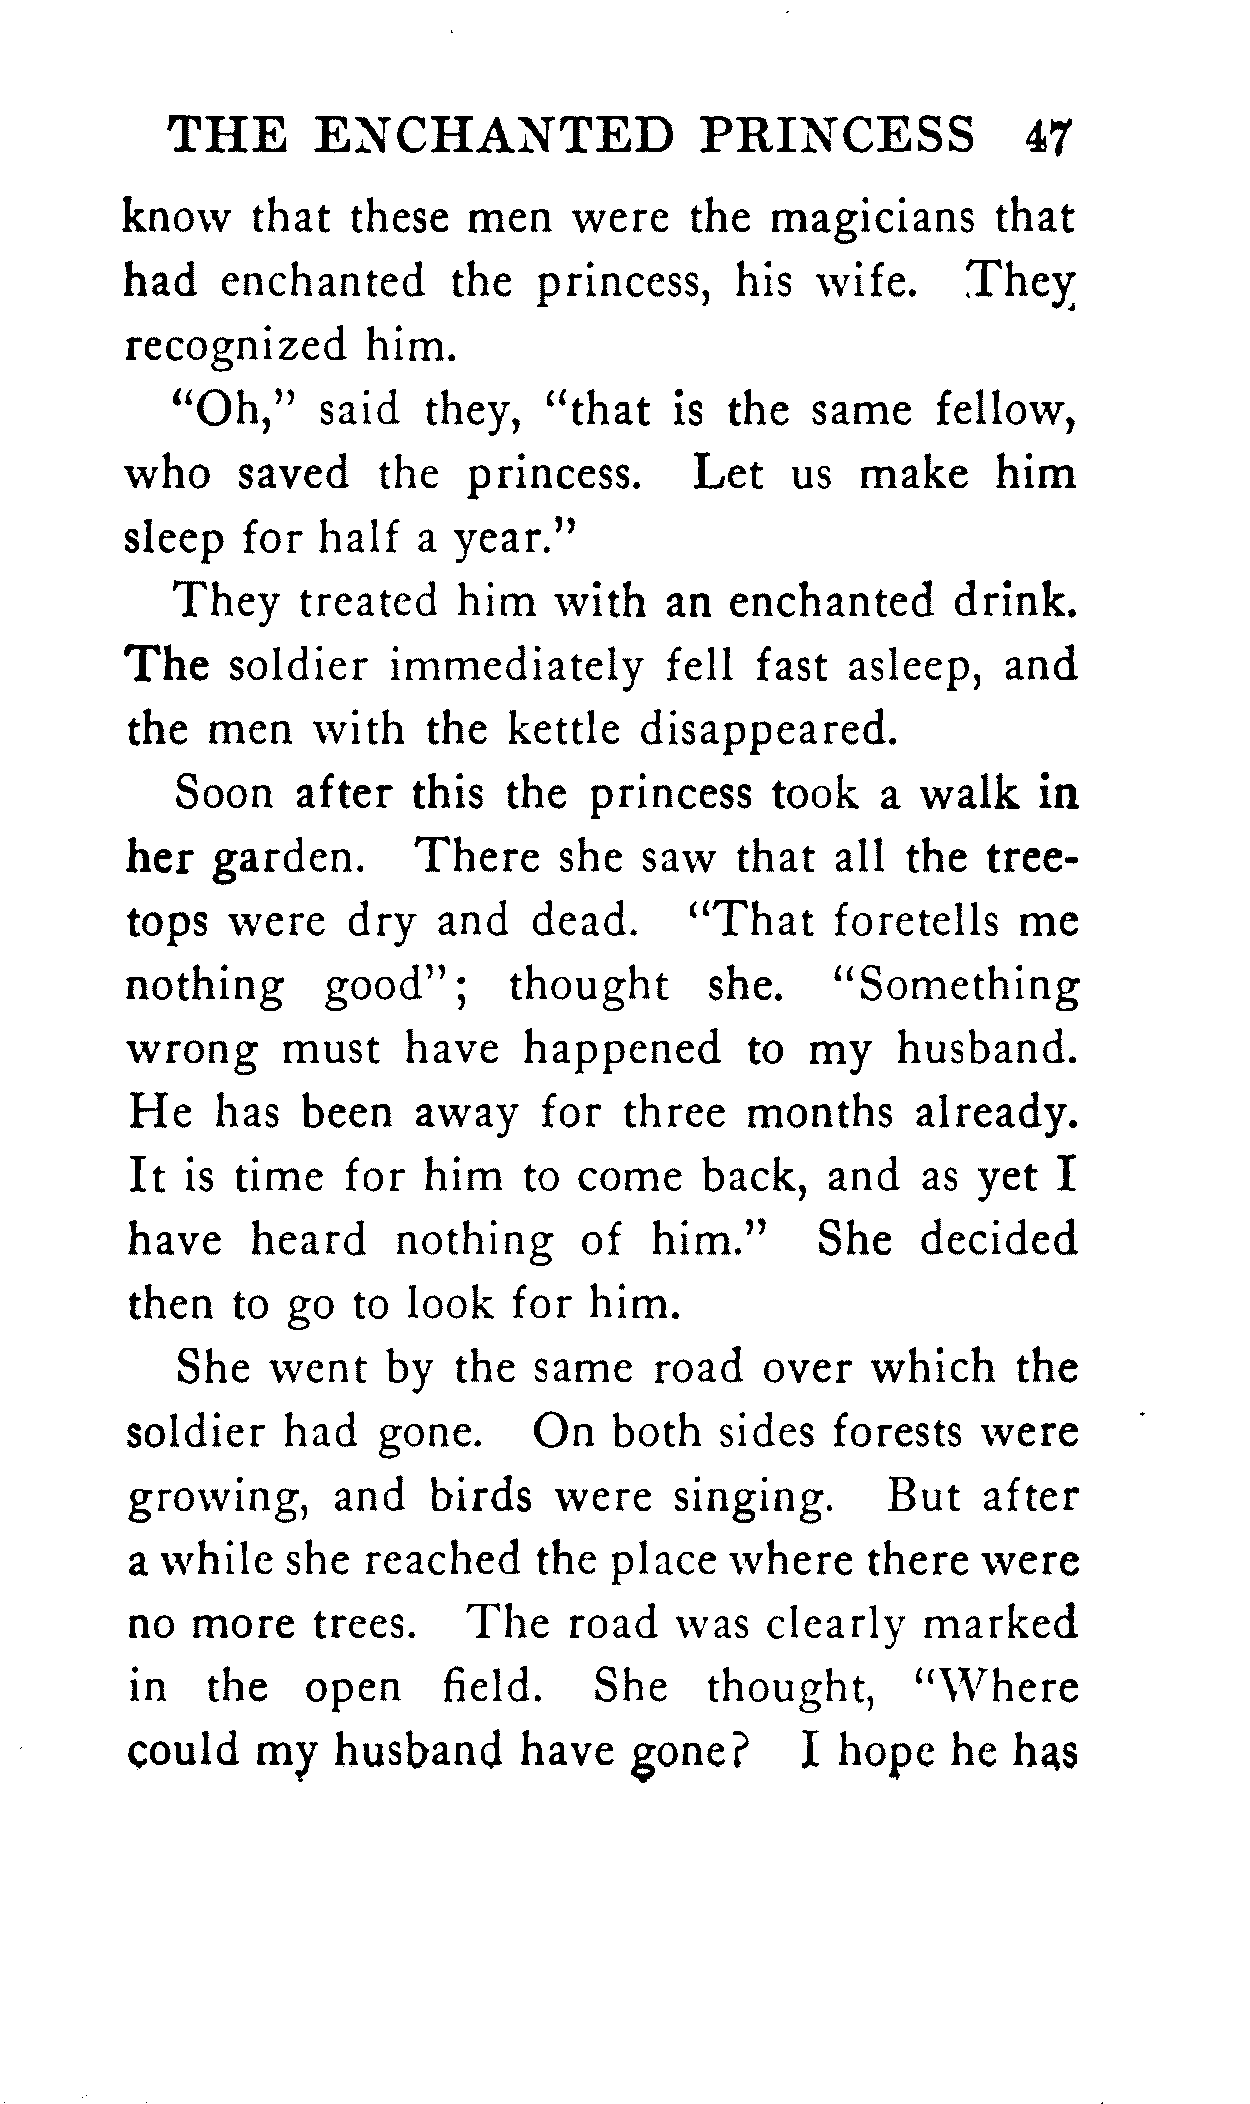 THE ENCHANTED PRINCESS 47
know that these men were the magicians that
had enchanted the princess, his wife. They
recognized him.
"Oh," said they, "that is the same fellow,
who saved the princess. Let us make him
sleep for half a year."
They treated him with an enchanted drink.
The soldier immediately fell fast asleep, and
the men with the kettle disappeared.
Soon after this the princess took a walk in
her garden. There she saw that all the tree-
tops were dry and dead. "That foretells me
nothing good"; thought she. "Something
wrong must have happened to my husband.
He has been away for three months already.
It is time for him to come back, and as yet I
have heard nothing of him." She decided
then to go to look for him.
She went by the same road over which the
soldier had gone. On both sides forests were
growing, and birds were singing. But after
a while she reached the place where there were
no more trees. The road was clearly marked
in the open field. She thought, "Where
could my husband have gone? I hope he has